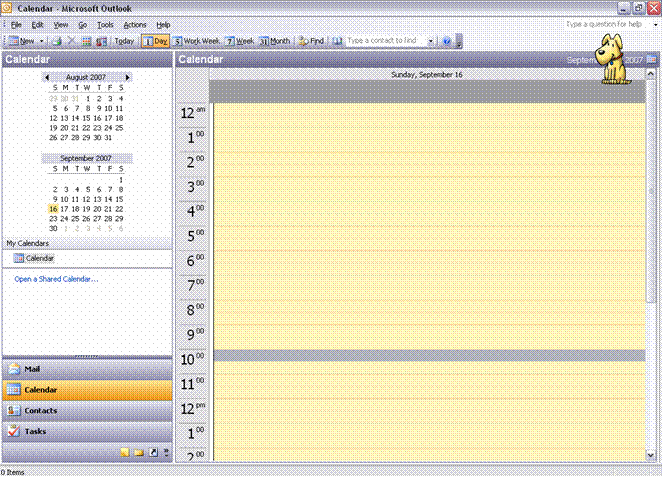 Calendar - Microsoft Outlook
File Edit View Go Tools Actions Help
Type a question for help
New Today 1 Day 5 Work Week 7 Week 31 Month Find Type a contact to find
Calendar
Calendar
2007
August 2007
S M T W T F S
29 30 31 1 2 3 4
5 6 7 8 9 10 11
12 13 14 15 16 17 18
19 20 21 22 23 24 25
26 27 28 29 30 31
September 2007
S M T W T F S
1
2 3 4 5 6 7 8
9 10 11 12 13 14 15
16 17 18 19 20 21 22
23 24 25 26 27 28 29
30 1 2 3 4 5 6
My Calendars
Calendar
Open a Shared Calendar...
Mail
Calendar
Contacts
Tasks
Sunday, September 16
12 am
1 00
2 00
3 00
4 00
5 00
6 00
7 00
8 00
9 00
10 00
11 00
12 pm
1 00
2 00
0 Items